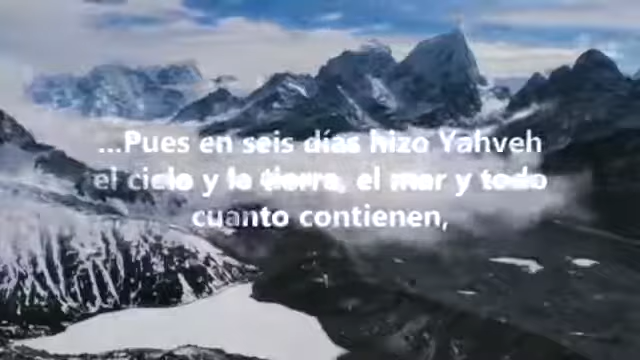 ...Pues en seis días hizo Yahveh
el cielo y la tierra, el mar y todo
cuanto contienen,